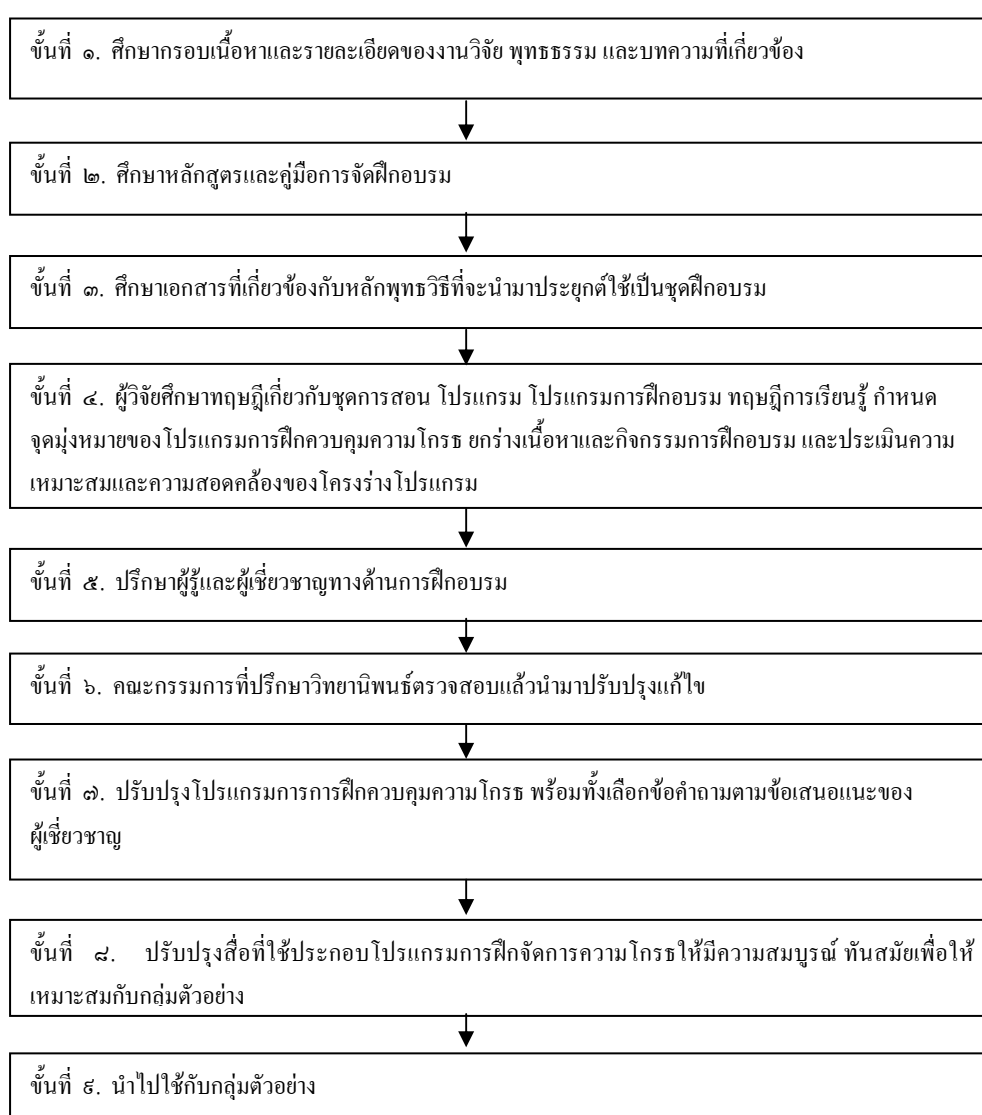 ขั้นที่ ๑. ศึกษากรอบเนื้อหาและรายละเอียดของงานวิจัย พุทธธรรม และบทความที่เกี่ยวข้อง
ขั้นที่ ๒. ศึกษาหลักสูตรและคู่มือการจัดฝึกอบรม
ขั้นที่ ๓. ศึกษาเอกสารที่เกี่ยวข้องกับหลักพุทธวิธีที่จะนำมาประยุกต์ใช้เป็นชุดฝึกอบรม
ขั้นที่ ๔. ผู้วิจัยศึกษาทฤษฎีเกี่ยวกับชุดการสอน โปรแกรม โปรแกรมการฝึกอบรม ทฤษฎีการเรียนรู้ กำหนด
จุดมุ่งหมายของโปรแกรมการฝึกควบคุมความโกรธ ยกร่างเนื้อหาและกิจกรรมการฝึกอบรม และประเมินความ
เหมาะสมและความสอดคล้องของโครงร่างโปรแกรม
ขั้นที่ ๕. ปรึกษาผู้รู้และผู้เชี่ยวชาญทางด้านการฝึกอบรม
ขั้นที่ ๖. คณะกรรมการที่ปรึกษาวิทยานิพนธ์ตรวจสอบแล้วนำมาปรับปรุงแก้ไข
ขั้นที่ ๗. ปรับปรุงโปรแกรมการการฝึกควบคุมความโกรธ พร้อมทั้งเลือกข้อคำถามตามข้อเสนอแนะของ
ผู้เชี่ยวชาญ
ขั้นที่ ๘. ปรับปรุงสื่อที่ใช้ประกอบโปรแกรมการฝึกจัดการความโกรธให้มีความสมบูรณ์ ทันสมัยเพื่อให้
เหมาะสมกับกลุ่มตัวอย่าง
ขั้นที่ ๙. นำไปใช้กับกลุ่มตัวอย่าง